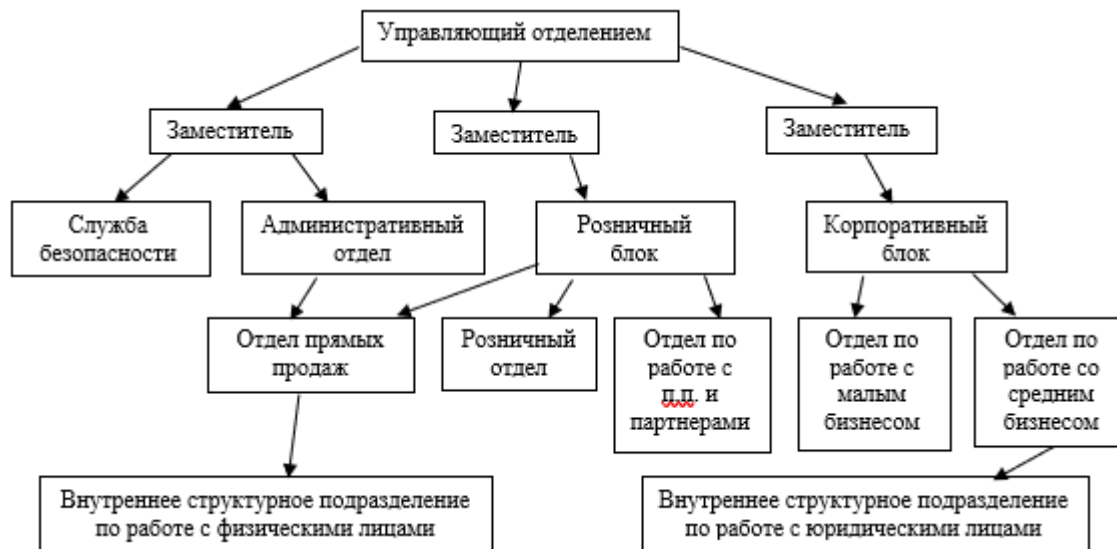 Управляющий отделением
Заместитель
Заместитель
Заместитель
Служба
безопасности
Административный
отдел
Розничный
блок
Корпоративный
блок
Отдел прямых
продаж
Розничный
отдел
Отдел по
работе с
п.п. и
партнерами
Отдел по
работе с
малым
бизнесом
Отдел по
работе со
средним
бизнесом
Внутреннее структурное подразделение
по работе с физическими лицами
Внутреннее структурное подразделение
по работе с юридическими лицами